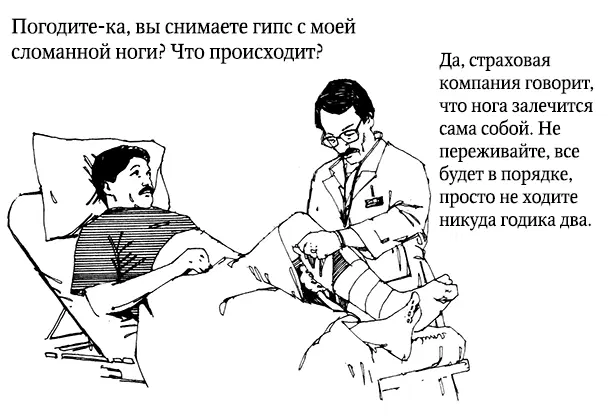 Погодите-ка, вы снимаете гипс с моей
сломанной ноги? Что происходит?
Да, страховая
компания говорит,
что нога залечится
сама собой. Не
переживайте, все
будет в порядке,
просто не ходите
никуда годика два.